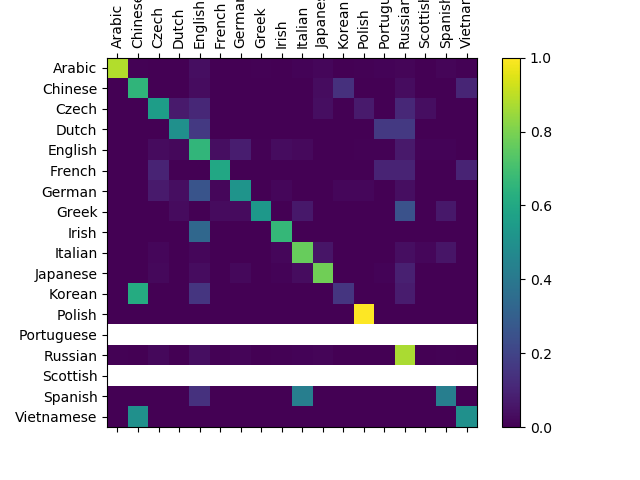 Arabic
Chinese
Czech
Dutch
English
French
German
Greek
Irish
Italian
Japanes
Korean
Polish
Portugu
Russian
Scottish
Spanish
Vietnam
Arabic
Chinese
Czech
Dutch
English
French
German
Greek
Irish
Italian
Japanese
Korean
Polish
Portuguese
Russian
Scottish
Spanish
Vietnamese
1.0
0.8
0.6
0.4
0.2
0.0